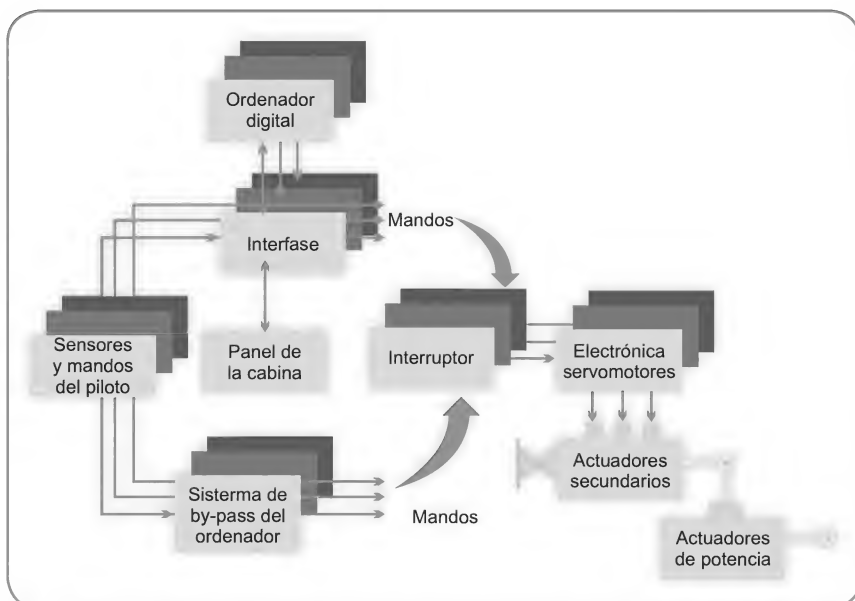 Ordenador
digital
Mandos
Interfase
Sensores
y mandos
del piloto
Panel de
la cabina
Interruptor
Electrónica
servomotores
Sisterma de
by-pass del
ordenador
Mandos
Actuadores
secundarios
Actuadores
de potencia